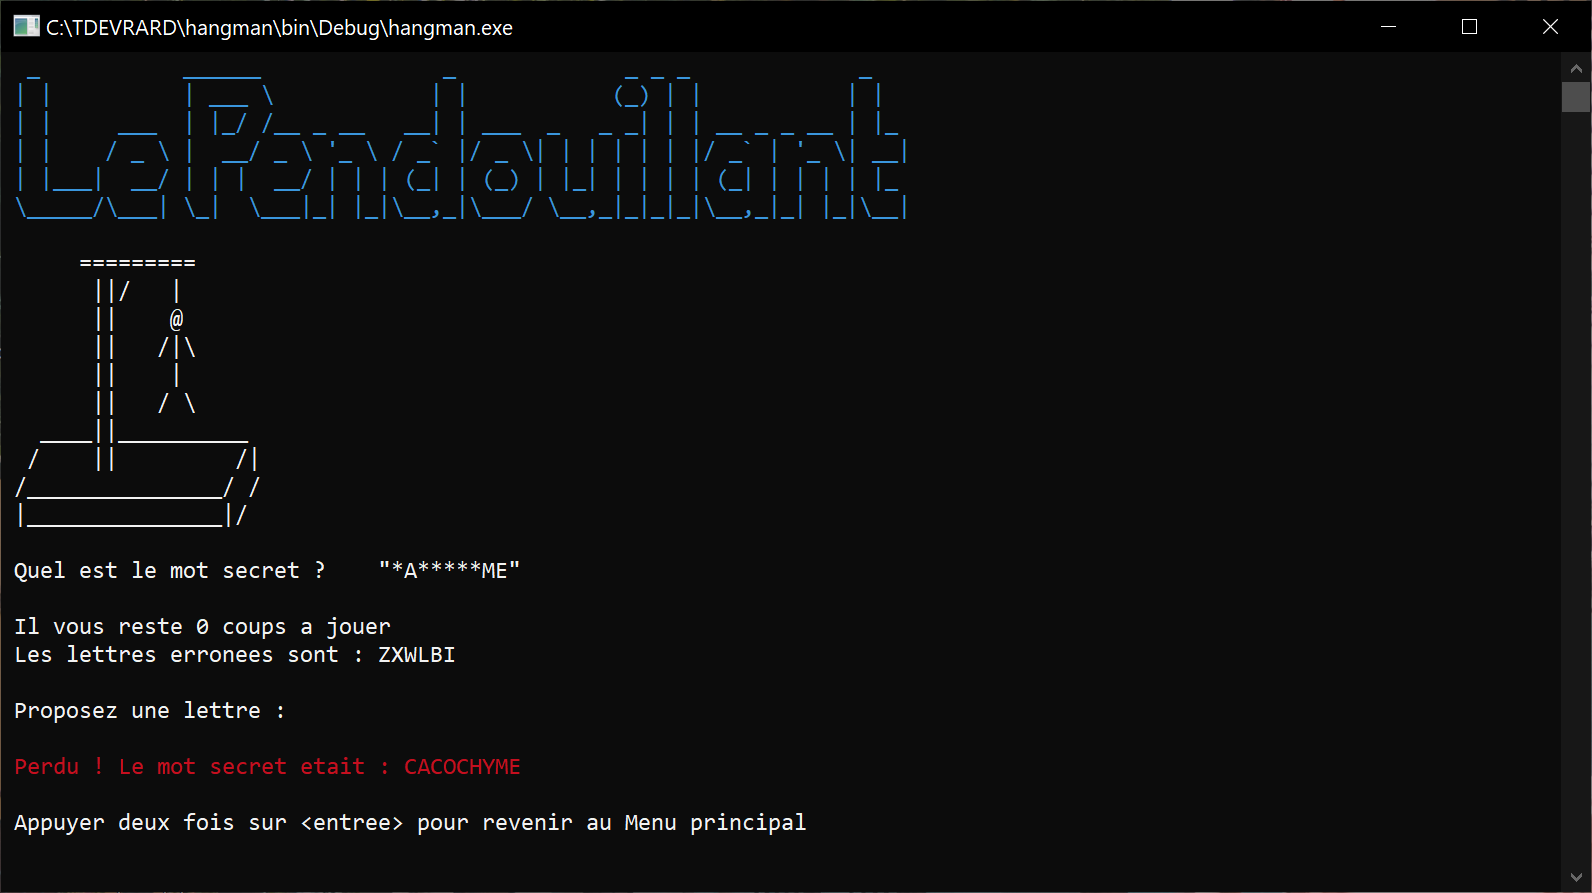 C:\TDEVRARD\hangman\bin\Debug\hangman.exe
LePendouillant
Quel est le mot secret ?    "*A*****ME"
Il vous reste 0 coups a jouer
Les lettres erronees sont : ZXWLBI
Proposez une lettre :
Perdu ! Le mot secret etait : CACOCHYME
Appuyer deux fois sur <entree> pour revenir au Menu principal